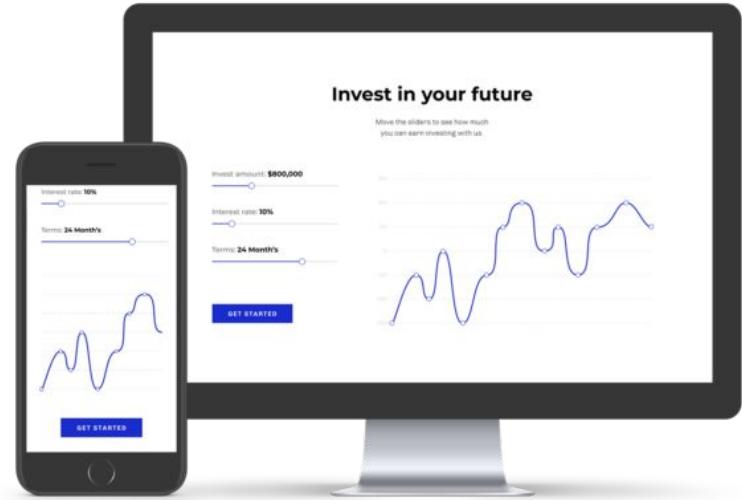 Invest in your future
Move the sliders to see how much
you can earn investing with us
Invest amount: $800,000
Interest rate: 10%
Terms: 24 Month's
GET STARTED
Interest rate: 10%
Terms: 24 Month's
GET STARTED